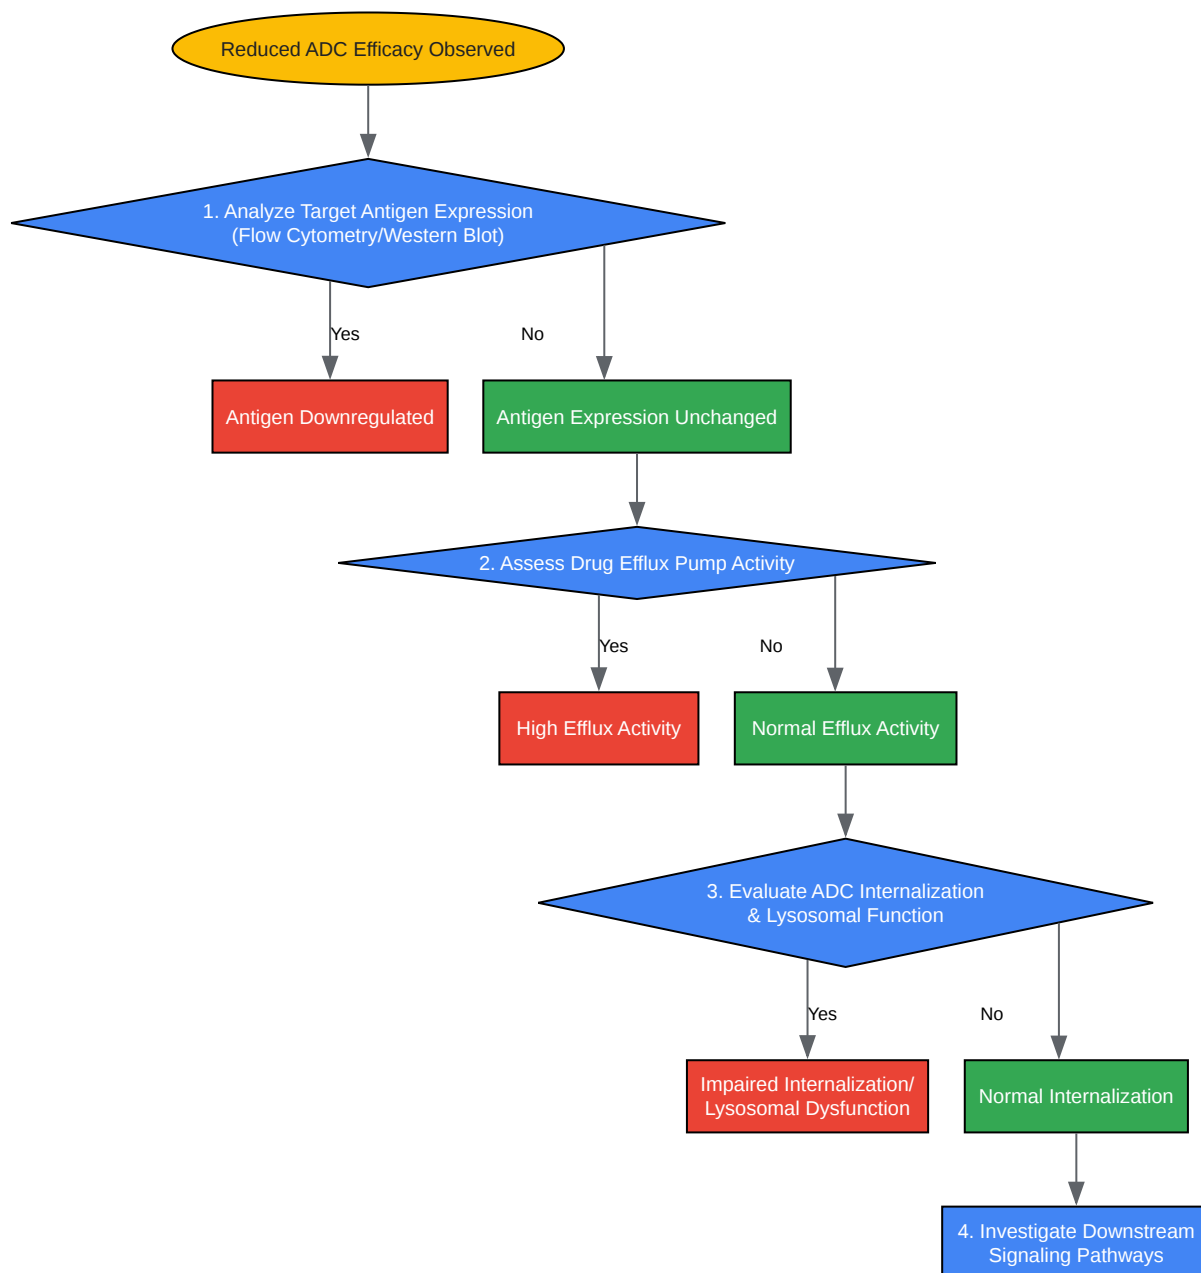 Reduced ADC Efficacy Observed
1. Analyze Target Antigen Expression
(Flow Cytometry/Western Blot)
Yes
No
Antigen Downregulated
Antigen Expression Unchanged
2. Assess Drug Efflux Pump Activity
Yes
No
High Efflux Activity
Normal Efflux Activity
3. Evaluate ADC Internalization
& Lysosomal Function
Yes
No
Impaired Internalization/
Lysosomal Dysfunction
Normal Internalization
4. Investigate Downstream
Signaling Pathways